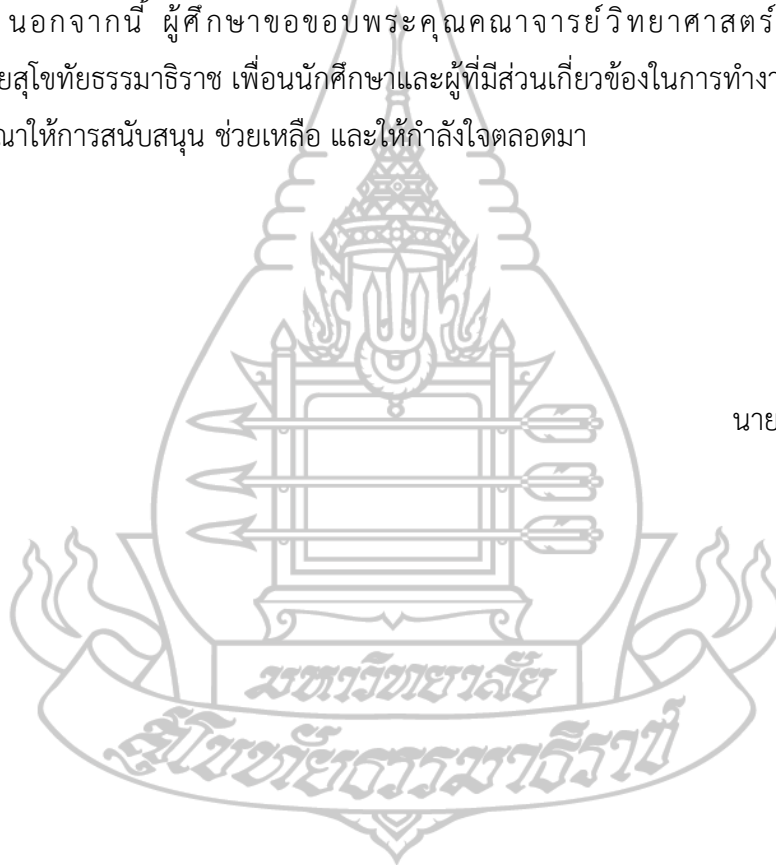 นอกจากนี้ ผู้ศึกษาขอขอบพระคุณคณาจารย์วิทยาศาสตร์
ยสุโขทัยธรรมาธิราช เพื่อนนักศึกษาและผู้ที่มีส่วนเกี่ยวข้องในการทำงา
ณาให้การสนับสนุน ช่วยเหลือ และให้กำลังใจตลอดมา
นาย
มหาวิทยาลัย
สุโขทัยธรรมาธิราช